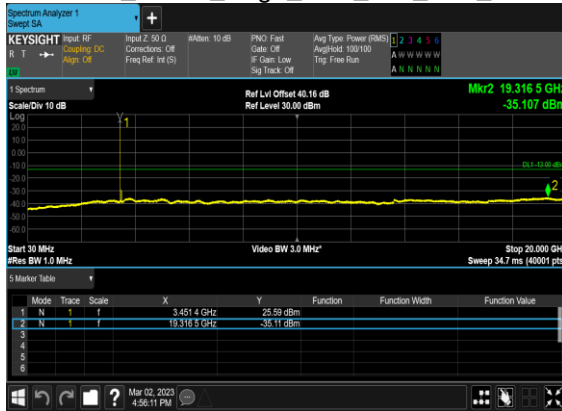 Spectrum Analyzer 1
Swept SA
+
KEYSIGHT
R T
LXI
Input: RF
Coupling: DC
Align: Off
Input Z: 50 Ω
Corrections: Off
Freq Ref: Int (S)
#Atten: 10 dB
PNO: Fast
Gate: Off
IF Gain: Low
Sig Track: Off
Avg Type: Power (RMS)
Avg|Hold: 100/100
Trig: Free Run
1 2 3 4 5 6
A W W W W W
A N N N N N
1 Spectrum
Scale/Div 10 dB
Ref Lvl Offset 40.16 dB
Ref Level 30.00 dBm
Mkr2 19.316 5 GHz
-35.107 dBm
Log
20.0
10.0
0.00
-10.0
-20.0
-30.0
-40.0
-50.0
-60.0
1
DL1 -13.00 dBm
2
Start 30 MHz
#Res BW 1.0 MHz
Video BW 3.0 MHz*
Stop 20.000 GHz
Sweep 34.7 ms (40001 pts)
5 Marker Table
Mode Trace Scale X Y Function Function Width Function Value
1 N 1 f 3.451 4 GHz 25.59 dBm
2 N 1 f 19.316 5 GHz -35.11 dBm
3
4
5
6
?
Mar 02, 2023
4:56:11 PM